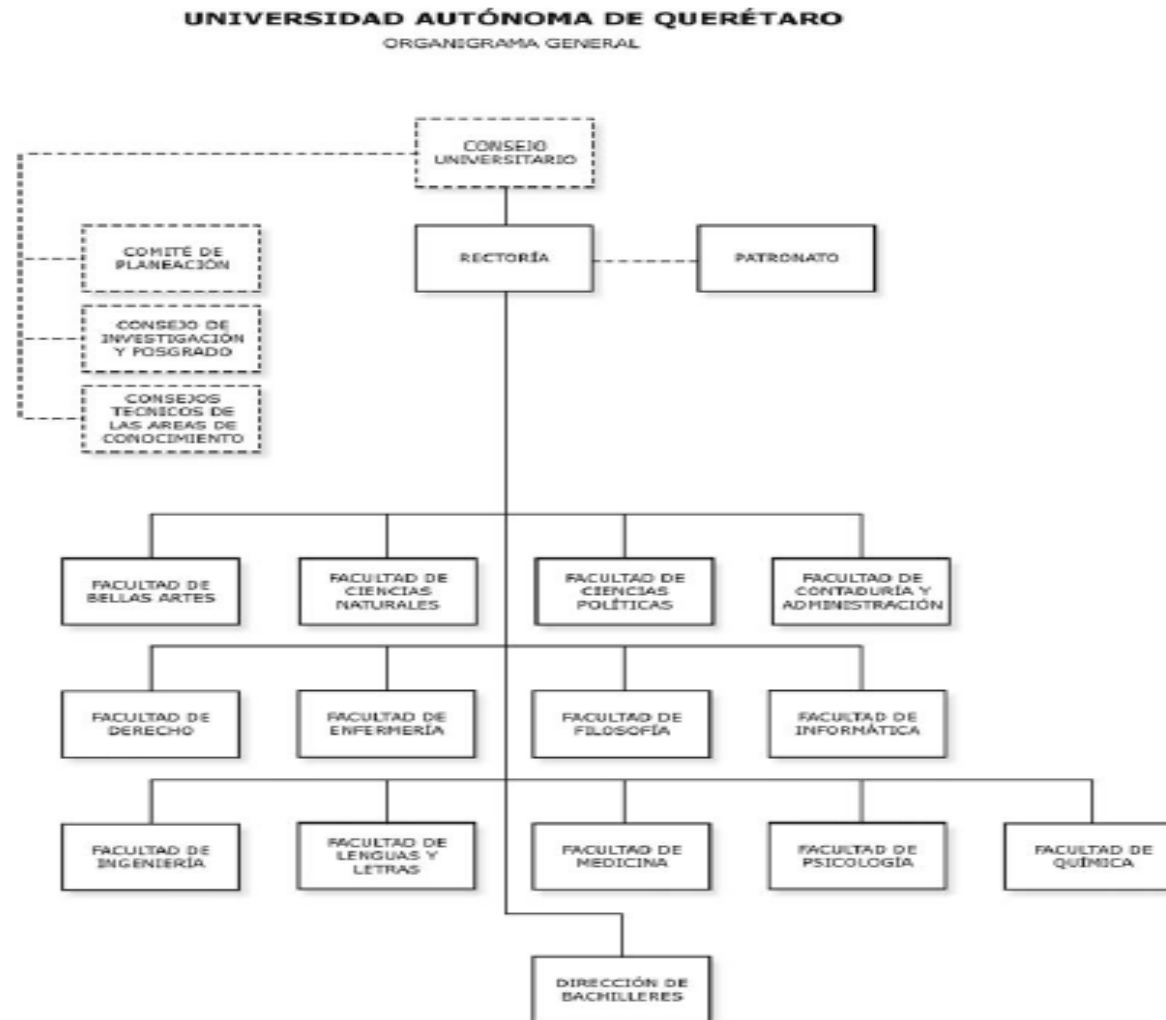 UNIVERSIDAD AUTÓNOMA DE QUERÉTARO
ORGANIGRAMA GENERAL
CONSEJO
UNIVERSITARIO
COMITÉ DE
PLANEACIÓN
RECTORÍA
PATRONATO
CONSEJO DE
INVESTIGACIÓN
Y POSGRADO
CONSEJOS
TECNICOS DE
LAS AREAS DE
CONOCIMIENTO
FACULTAD DE
BELLAS ARTES
FACULTAD DE
CIENCIAS
NATURALES
FACULTAD DE
CIENCIAS
POLÍTICAS
FACULTAD DE
CONTADURÍA Y
ADMINISTRACIÓN
FACULTAD DE
DERECHO
FACULTAD DE
ENFERMERÍA
FACULTAD DE
FILOSOFÍA
FACULTAD DE
INFORMÁTICA
FACULTAD DE
INGENIERÍA
FACULTAD DE
LENGUAS Y
LETRAS
FACULTAD DE
MEDICINA
FACULTAD DE
PSICOLOGÍA
FACULTAD DE
QUÍMICA
DIRECCIÓN DE
BACHILLERES